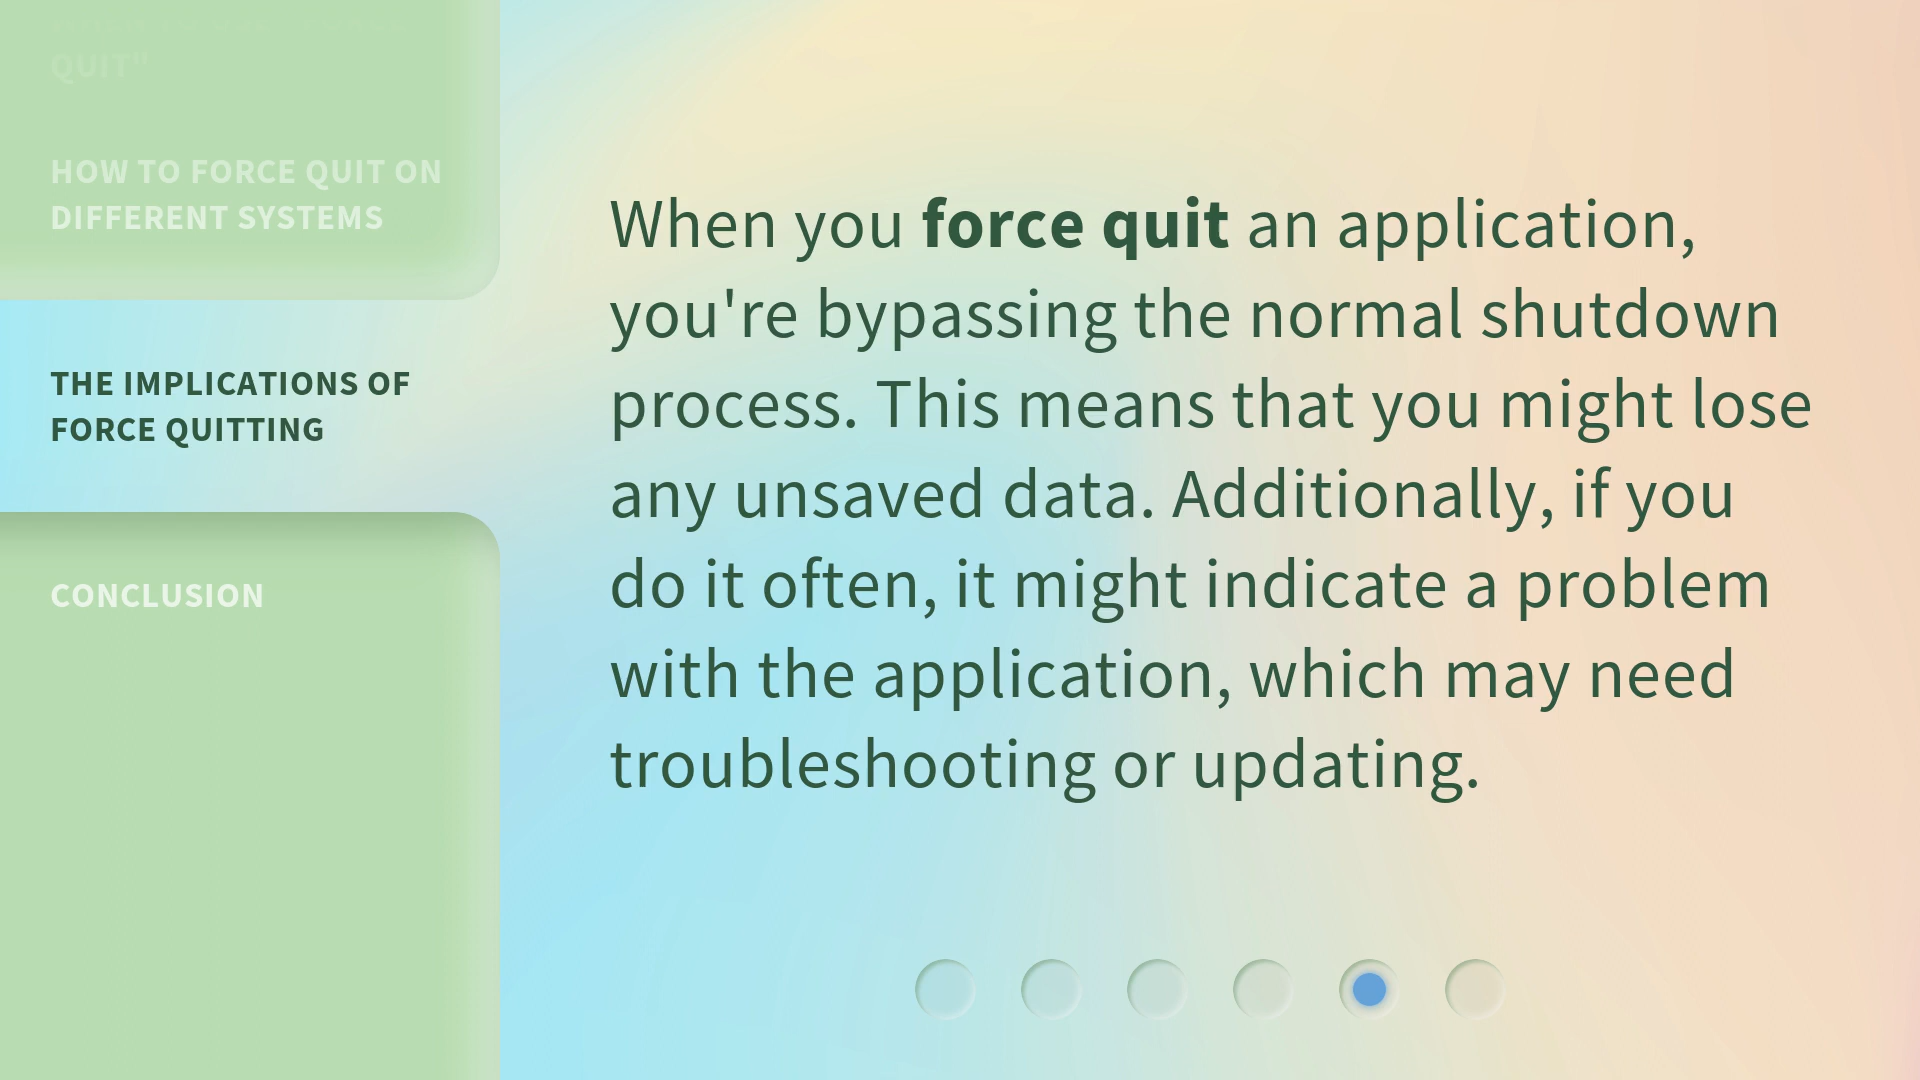 QUIT"
HOW TO FORCE QUIT ON
DIFFERENT SYSTEMS
THE IMPLICATIONS OF
FORCE QUITTING
CONCLUSION
When you force quit an application,
you're bypassing the normal shutdown
process. This means that you might lose
any unsaved data. Additionally, if you
do it often, it might indicate a problem
with the application, which may need
troubleshooting or updating.